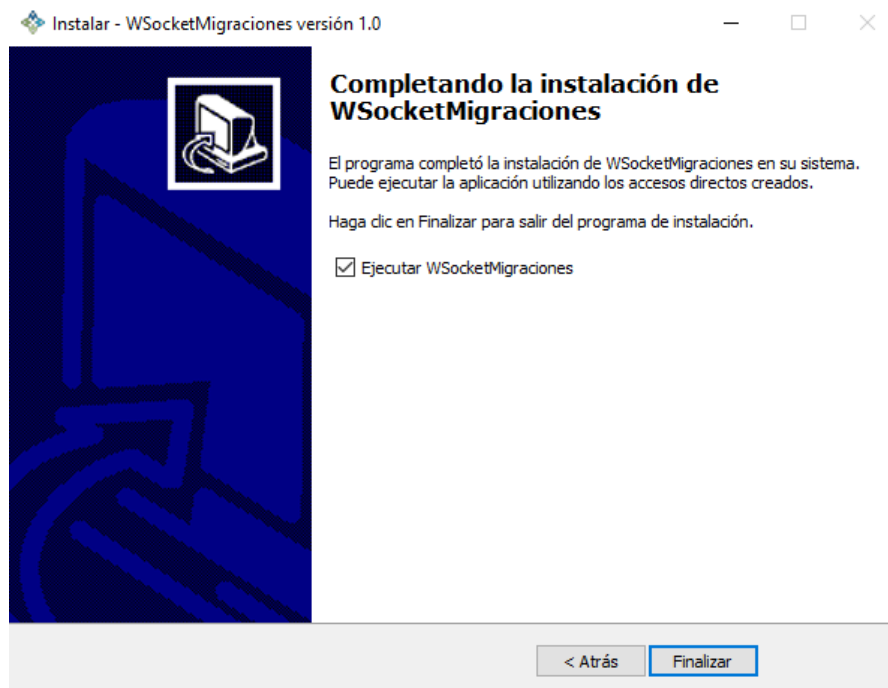 Instalar - WSocketMigraciones versión 1.0
Completando la instalación de
WSocketMigraciones
El programa completó la instalación de WSocketMigraciones en su sistema.
Puede ejecutar la aplicación utilizando los accesos directos creados.
Haga clic en Finalizar para salir del programa de instalación.
Ejecutar WSocketMigraciones
< Atrás
Finalizar